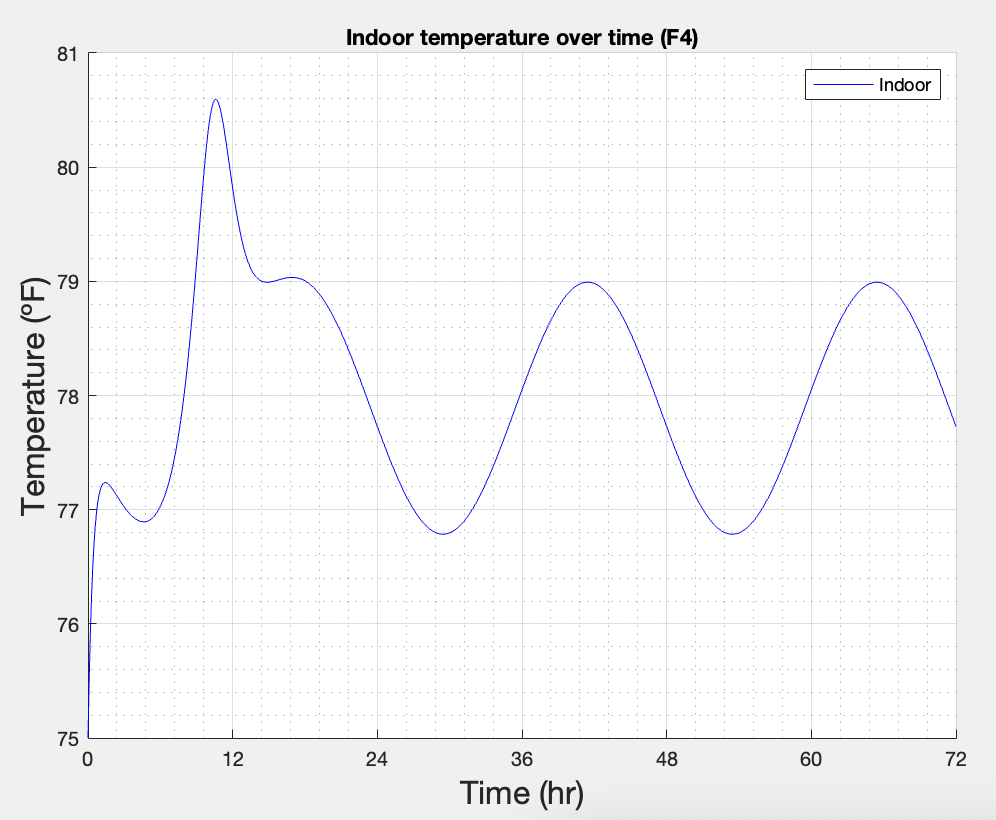 Indoor temperature over time (F4)
Indoor
81
80
79
78
77
76
75
Temperature (ºF)
0 12 24 36 48 60 72
Time (hr)